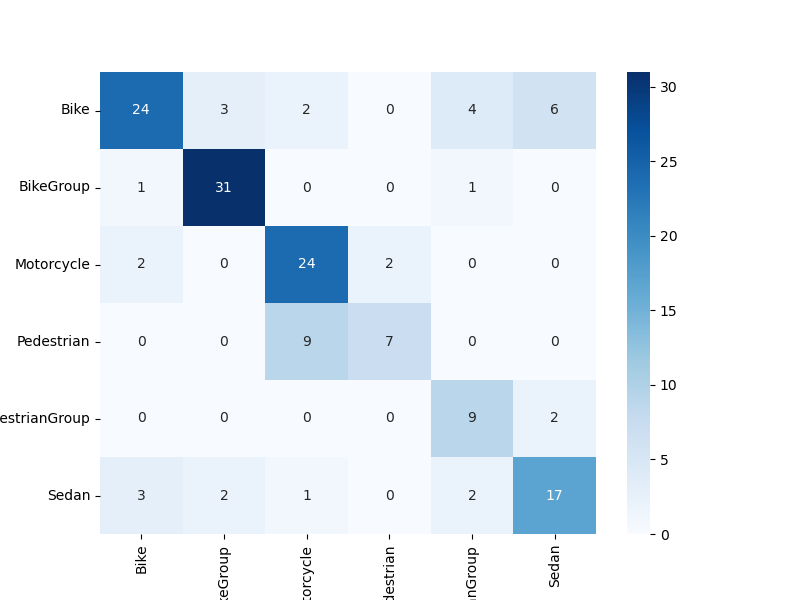 Bike 24 3 2 0 4 6
BikeGroup 1 31 0 0 1 0
Motorcycle 2 0 24 2 0 0
Pedestrian 0 0 9 7 0 0
estrianGroup 0 0 0 0 9 2
Sedan 3 2 1 0 2 17
Bike
keGroup
torcycle
destrian
anGroup
Sedan
30
25
20
15
10
5
0